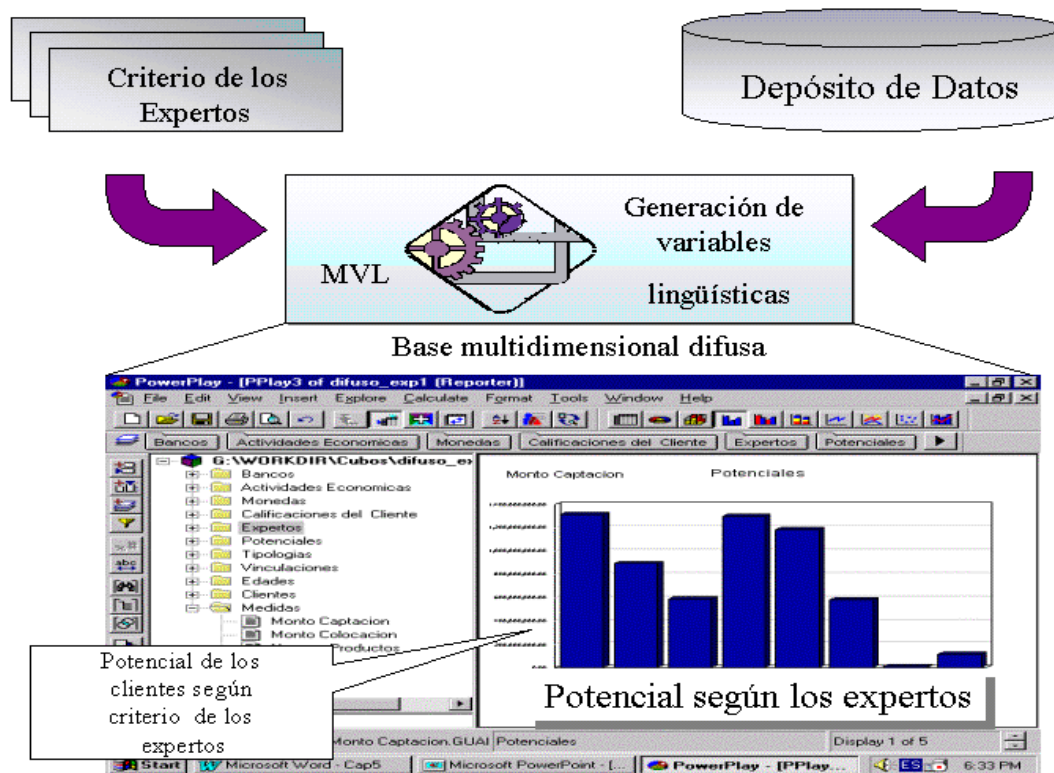 Criterio de los
Expertos
Depósito de Datos
MVL
Generación de
variables
lingüísticas
Base multidimensional difusa
PowerPlay - [PPlay3 of difuso_exp1 (Reporter)]
File Edit View Insert Explore Calculate Format Tools Window Help
Bancos Actividades Economicas Monedas Calificaciones del Cliente Expertos Potenciales
G:\WORKDIR\Cubos\difuso_e
Bancos
Actividades Economicas
Monedas
Calificaciones del Cliente
Expertos
Potenciales
Tipologias
Vinculaciones
Edades
Clientes
Medidas
Monto Captacion
Monto Colocacion
Productos
Monto Captacion Potenciales
Potencial de los
clientes según
criterio de los
expertos
Potencial según los expertos
Monto Captacion.GUAI Potenciales Display 1 of 5
Start Microsoft Word - Cap5 Microsoft PowerPoint - [... PowerPlay - [PPlay... ES 6:33 PM